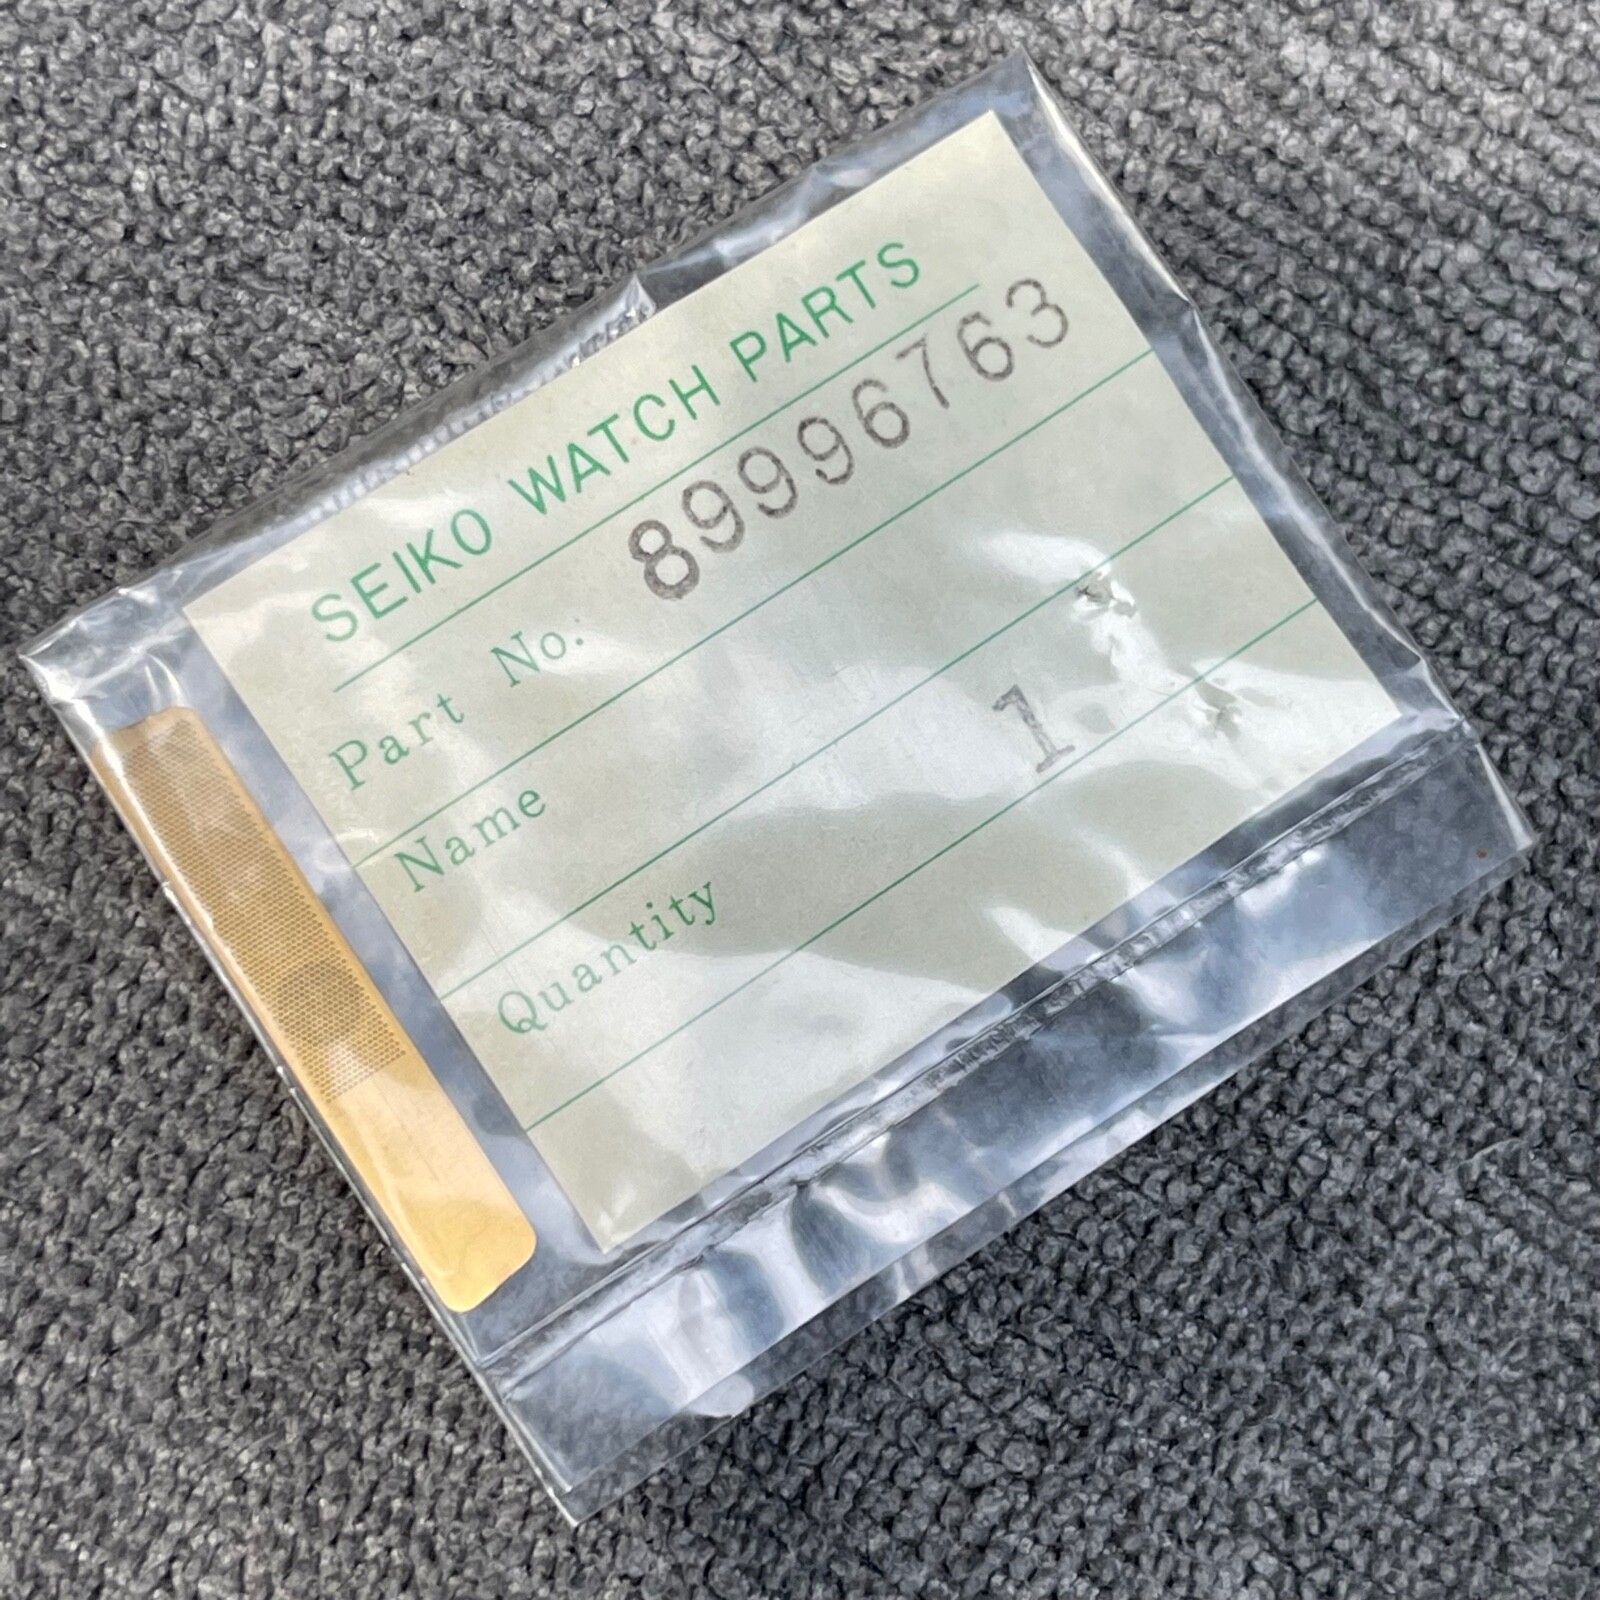 SEIKO WATCH PARTS
Part No. 89996763
Name
Quantity 1